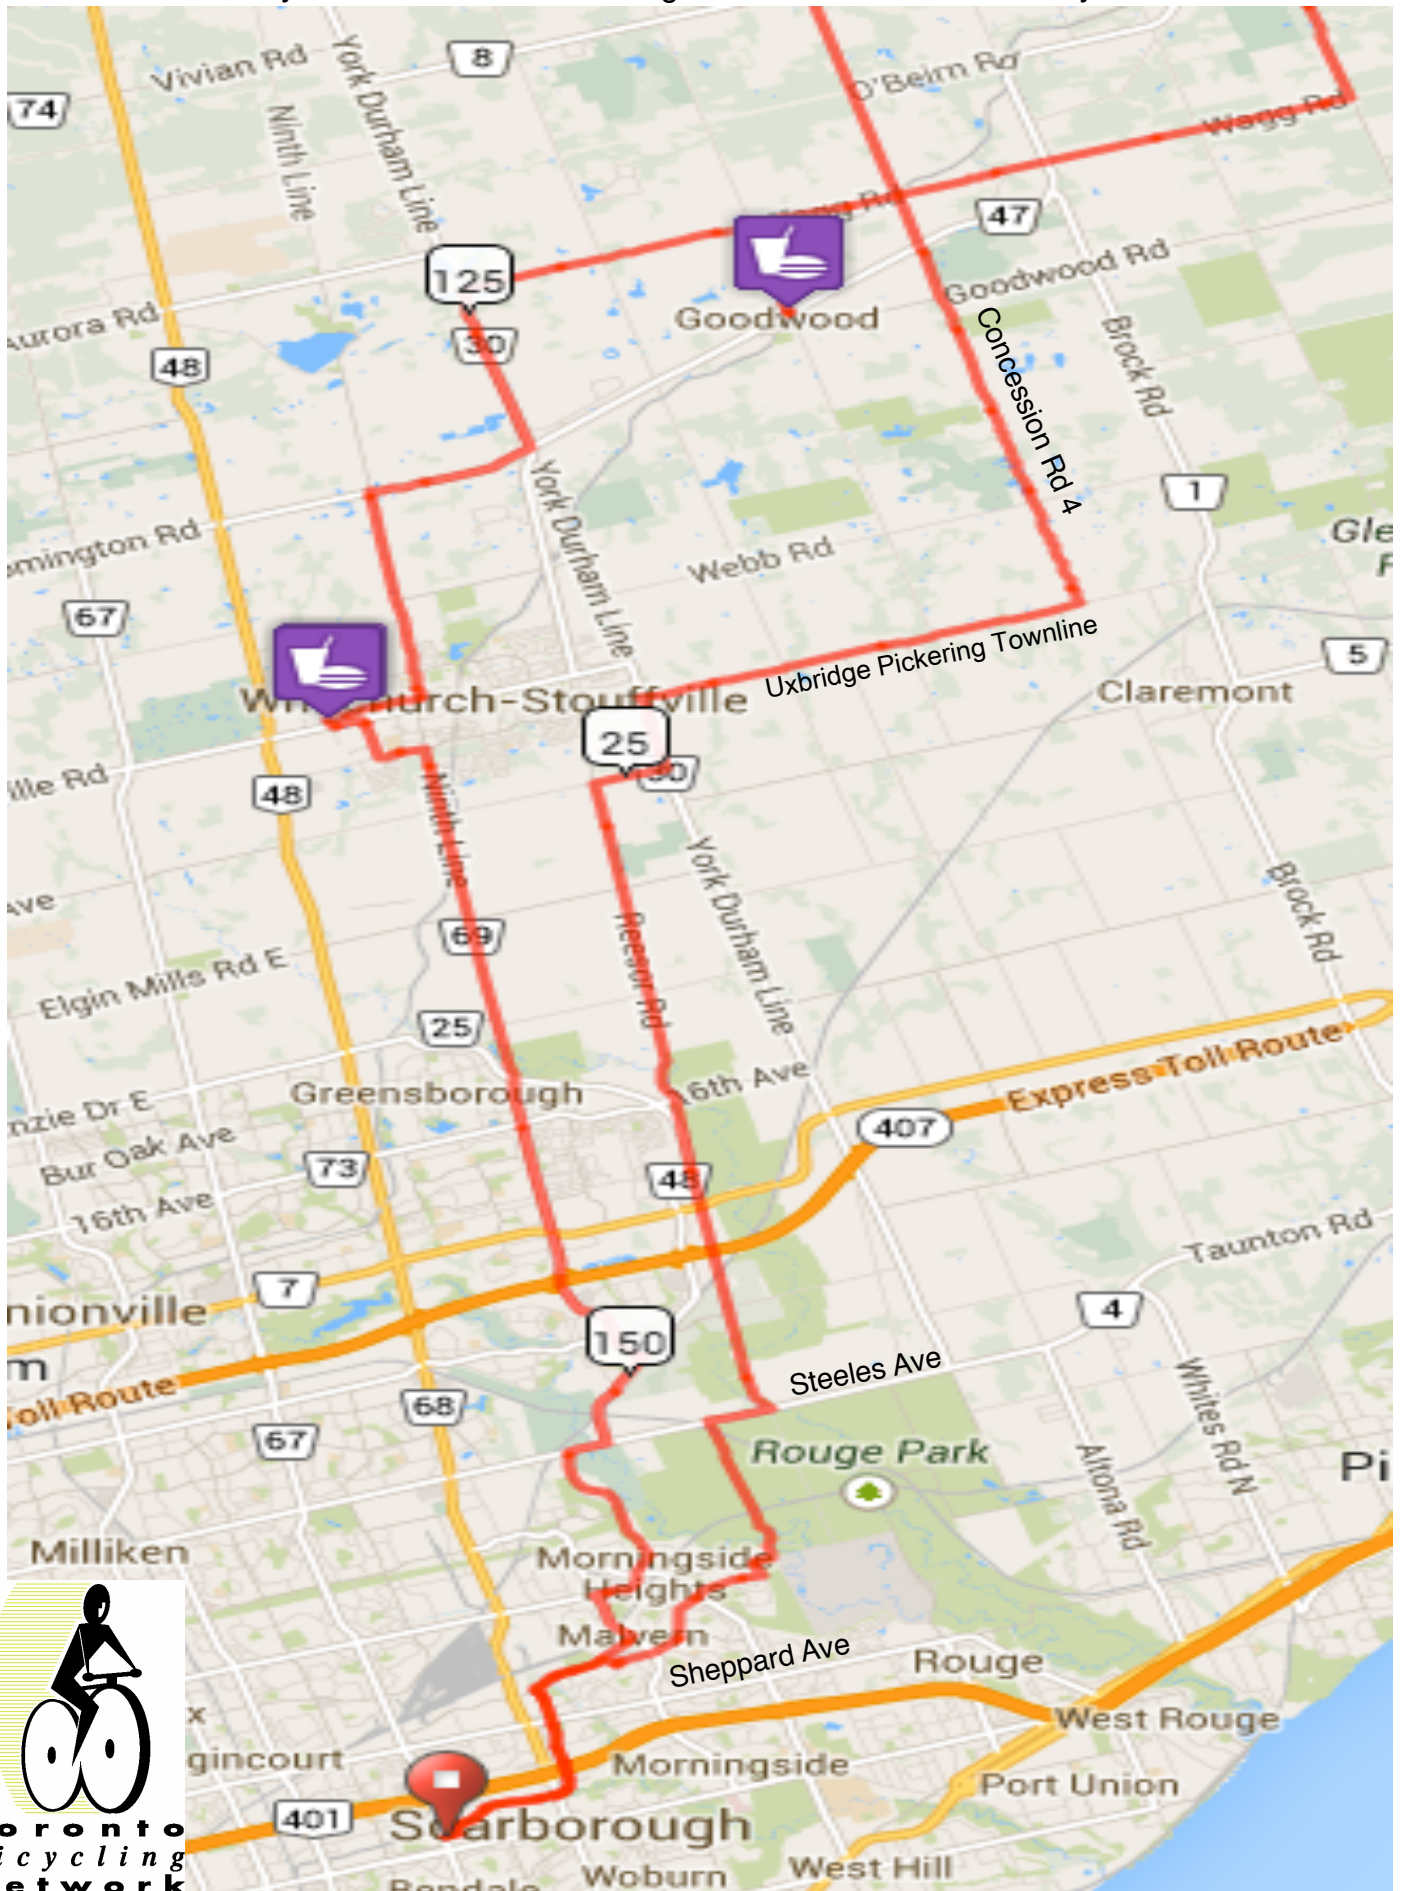 8
Vivian Rd
York Durham Line
O'Beirn Rd
74
Wagg Rd
Ninth Line
47
125
Goodwood Rd
30
Goodwood
Aurora Rd
48
Concession Rd 4
Brock Rd
York Durham Line
1
Webb Rd
67
Uxbridge Pickering Townline
5
Claremont
25
48
Ninth Line
York Durham Line
Brock Rd
Reesor Rd
69
Elgin Mills Rd E
25
16th Ave
Express Toll Route
Greensborough
407
Bur Oak Ave
73
48
16th Ave
Taunton Rd
7
4
150
Steeles Ave
Toll Route
68
67
Whites Rd N
Rouge Park
Altona Rd
Milliken
Morningside
Heights
Malvern
Sheppard Ave
Rouge
West Rouge
Morningside
Port Union
401
Scarborough
Woburn
West Hill
oronto
icycling
etwork